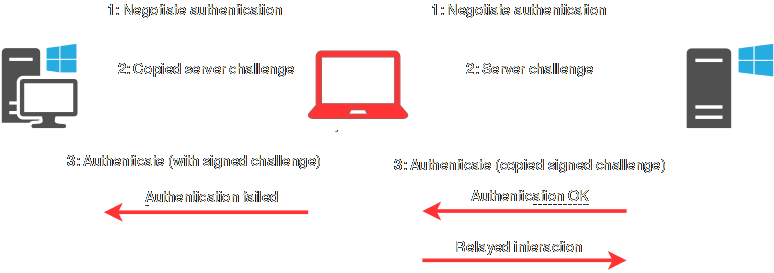 1: Negotiate authentication
1: Negotiate authentication
2: Copied server challenge
2: Server challenge
3: Authenticate (with signed challenge)
3: Authenticate (copied signed challenge)
Authentication failed
Authentication OK
Relayed interaction